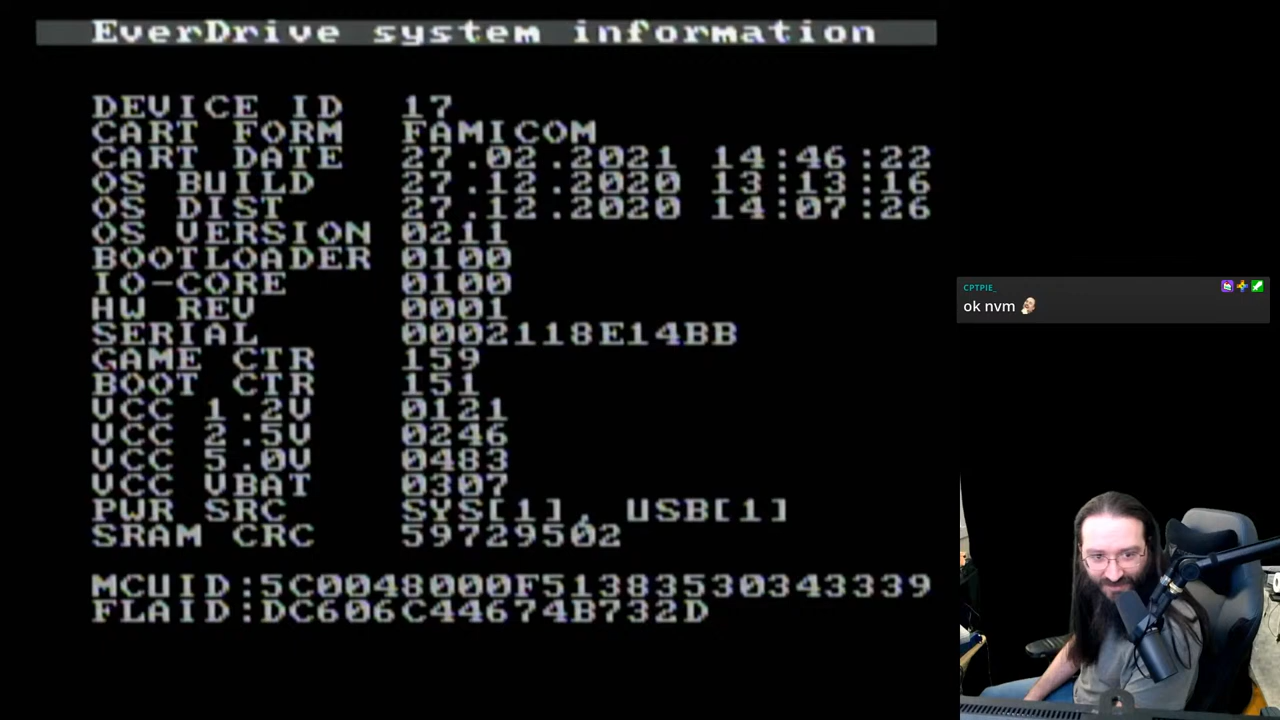 EverDrive system information
DEVICE ID 17
CART FORM FAMICOM
CART DATE 27.02.2021 14:46:22
OS BUILD 27.12.2020 13:13:16
OS DIST 27.12.2020 14:07:26
OS VERSION 0211
BOOTLOADER 0100
IO-CORE 0100
HW REV 0001
SERIAL 0002118E14BB
GAME CTR 159
BOOT CTR 151
VCC 1.2V 0121
VCC 2.5V 0246
VCC 5.0V 0483
VCC VBAT 0307
PWR SRC SYS[1], USB[1]
SRAM CRC 59729502
MCUID:5C0048000F51383530343339
FLAID:DC606C44674B732D
CPTPIE_
ok nvm